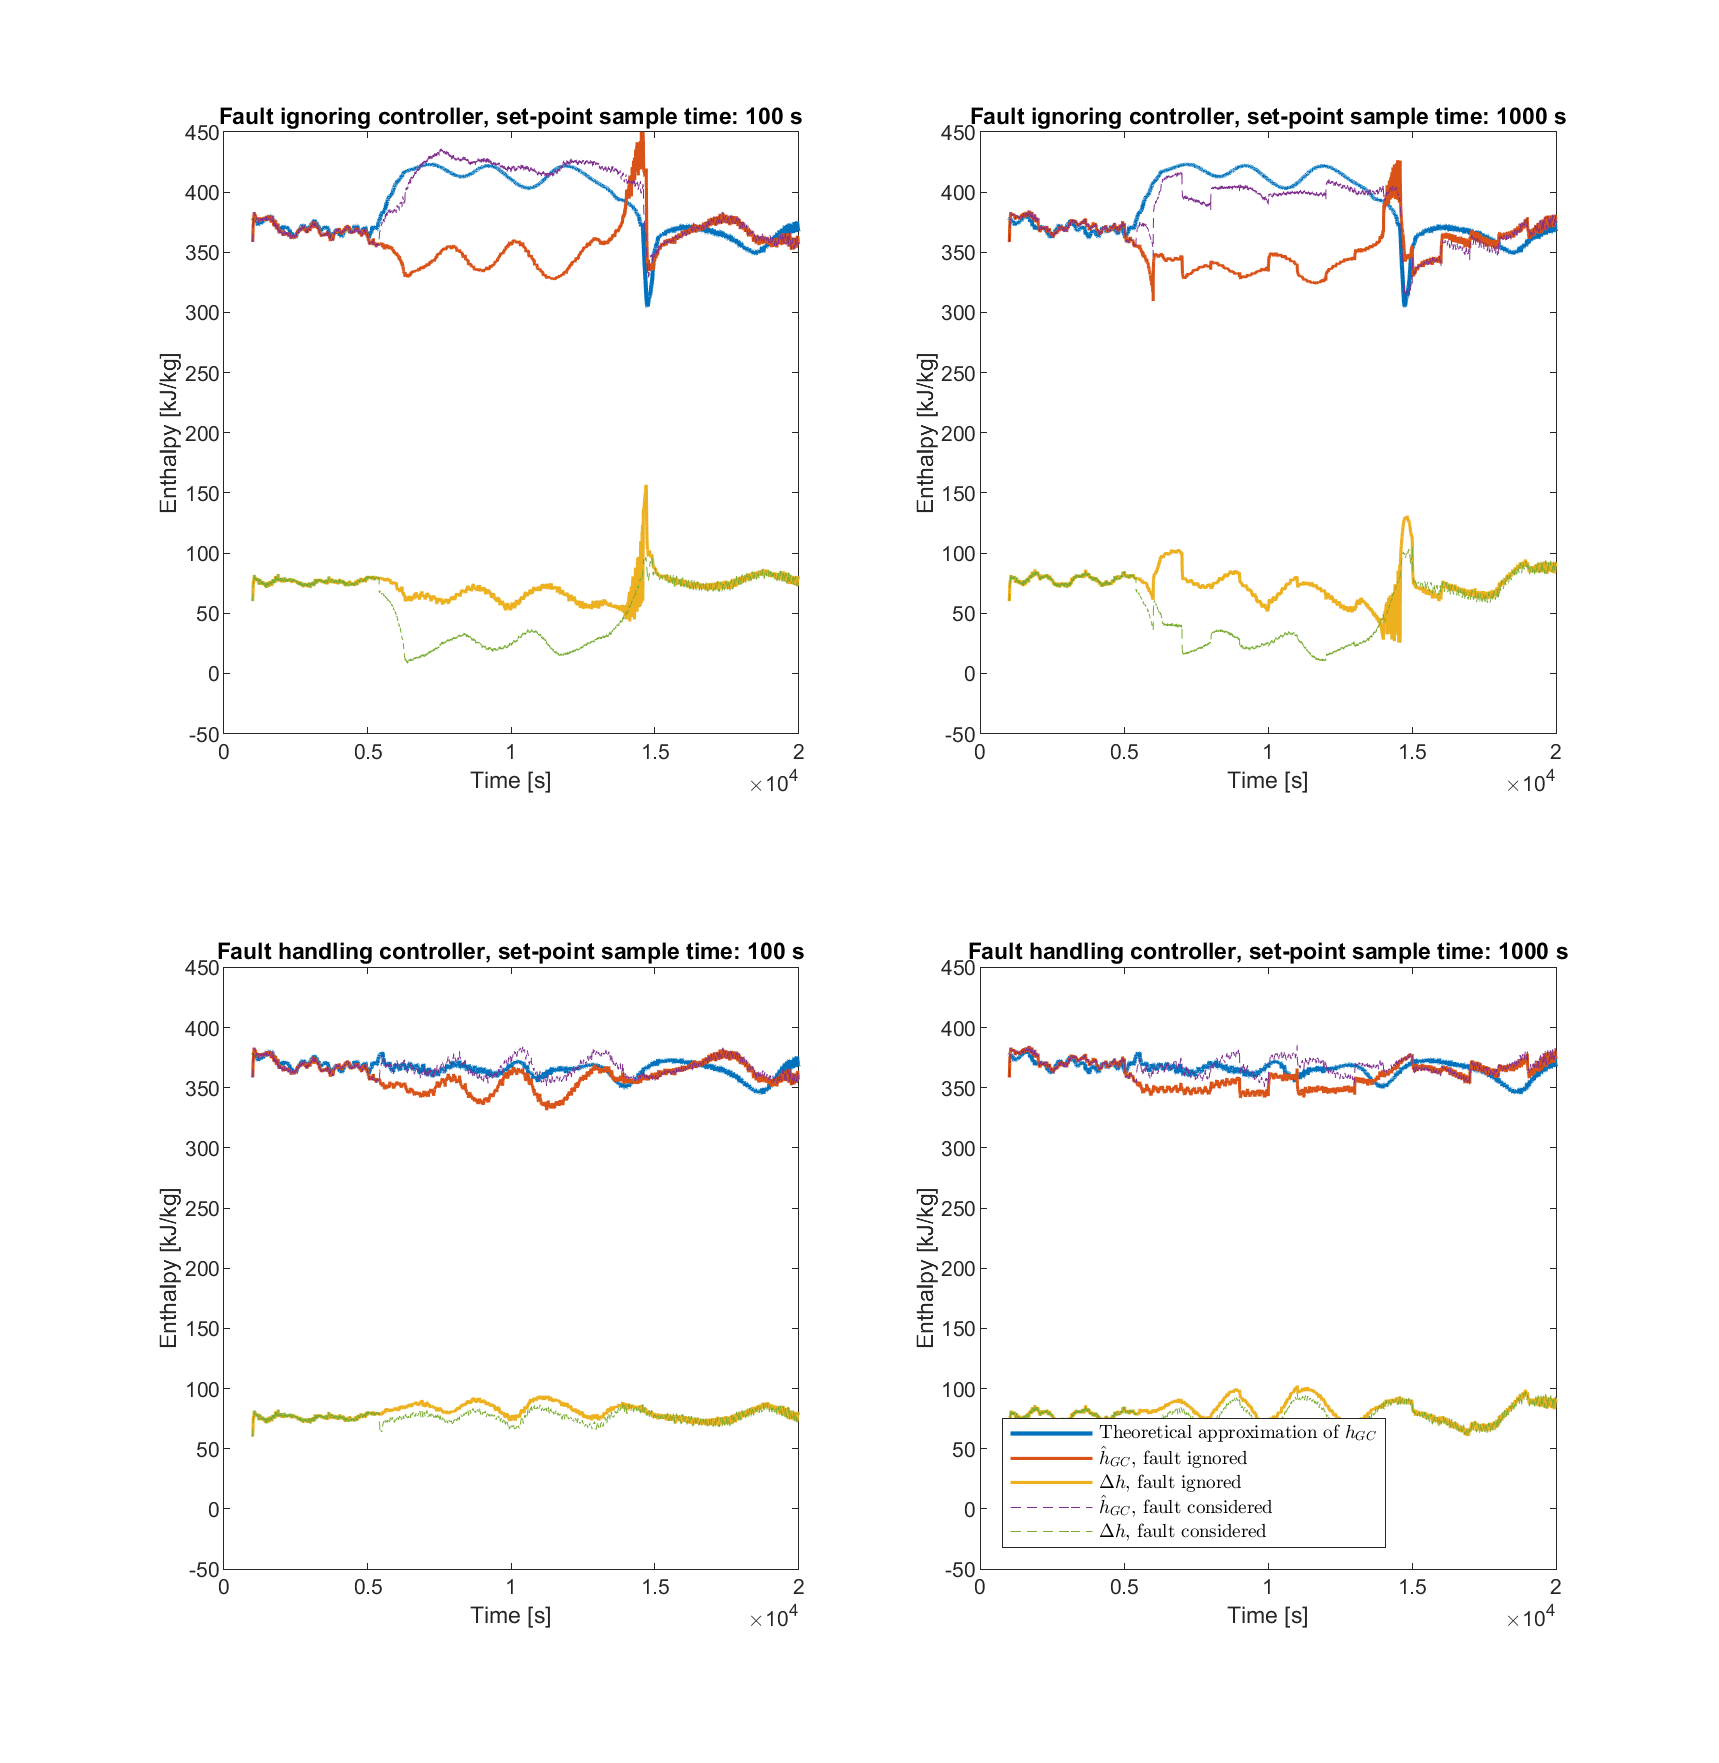 Fault ignoring controller, set-point sample time: 100 s
450
400
350
300
250
200
150
100
50
0
-50
Enthalpy [kJ/kg]
0 0.5 1 1.5 2
Time [s]
×10^4
Fault ignoring controller, set-point sample time: 1000 s
450
400
350
300
250
200
150
100
50
0
-50
Enthalpy [kJ/kg]
0 0.5 1 1.5 2
Time [s]
×10^4
Fault handling controller, set-point sample time: 100 s
450
400
350
300
250
200
150
100
50
0
-50
Enthalpy [kJ/kg]
0 0.5 1 1.5 2
Time [s]
×10^4
Fault handling controller, set-point sample time: 1000 s
450
400
350
300
250
200
150
100
50
0
-50
Enthalpy [kJ/kg]
Theoretical approximation of h_GC
ĥ_GC, fault ignored
Δh, fault ignored
ĥ_GC, fault considered
Δh, fault considered
0 0.5 1 1.5 2
Time [s]
×10^4